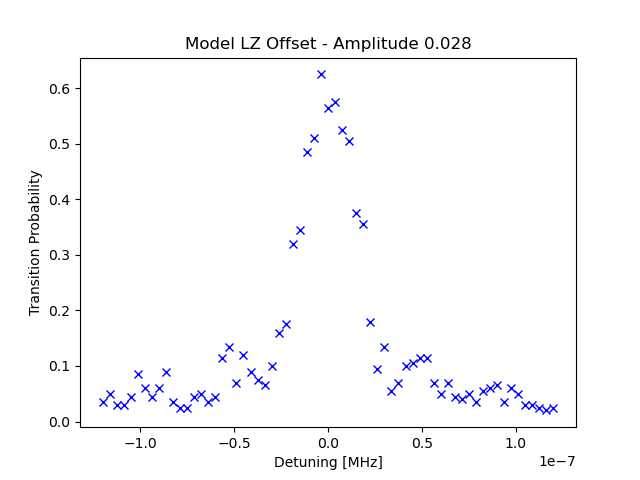 Model LZ Offset - Amplitude 0.028
Transition Probability
0.6
0.5
0.4
0.3
0.2
0.1
0.0
−1.0 −0.5 0.0 0.5 1.0
1e−7
Detuning [MHz]